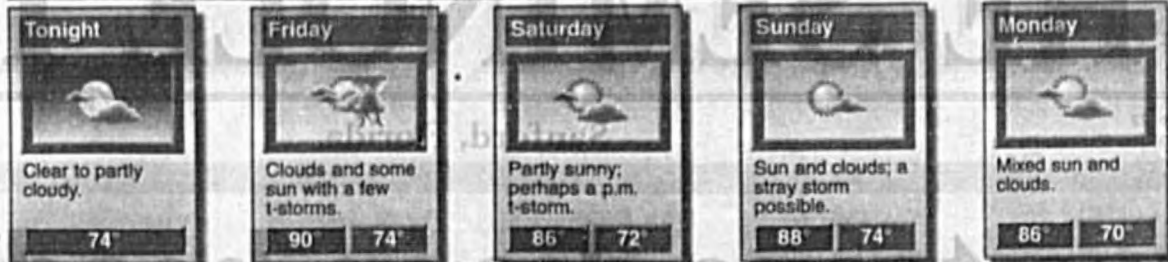 Tonight
Clear to partly
cloudy.
74°
Friday
Clouds and some
sun with a few
t-storms.
90° 74°
Saturday
Partly sunny;
perhaps a p.m.
t-storm.
86° 72°
Sunday
Sun and clouds; a
stray storm
possible.
88° 74°
Monday
Mixed sun and
clouds.
86° 70°